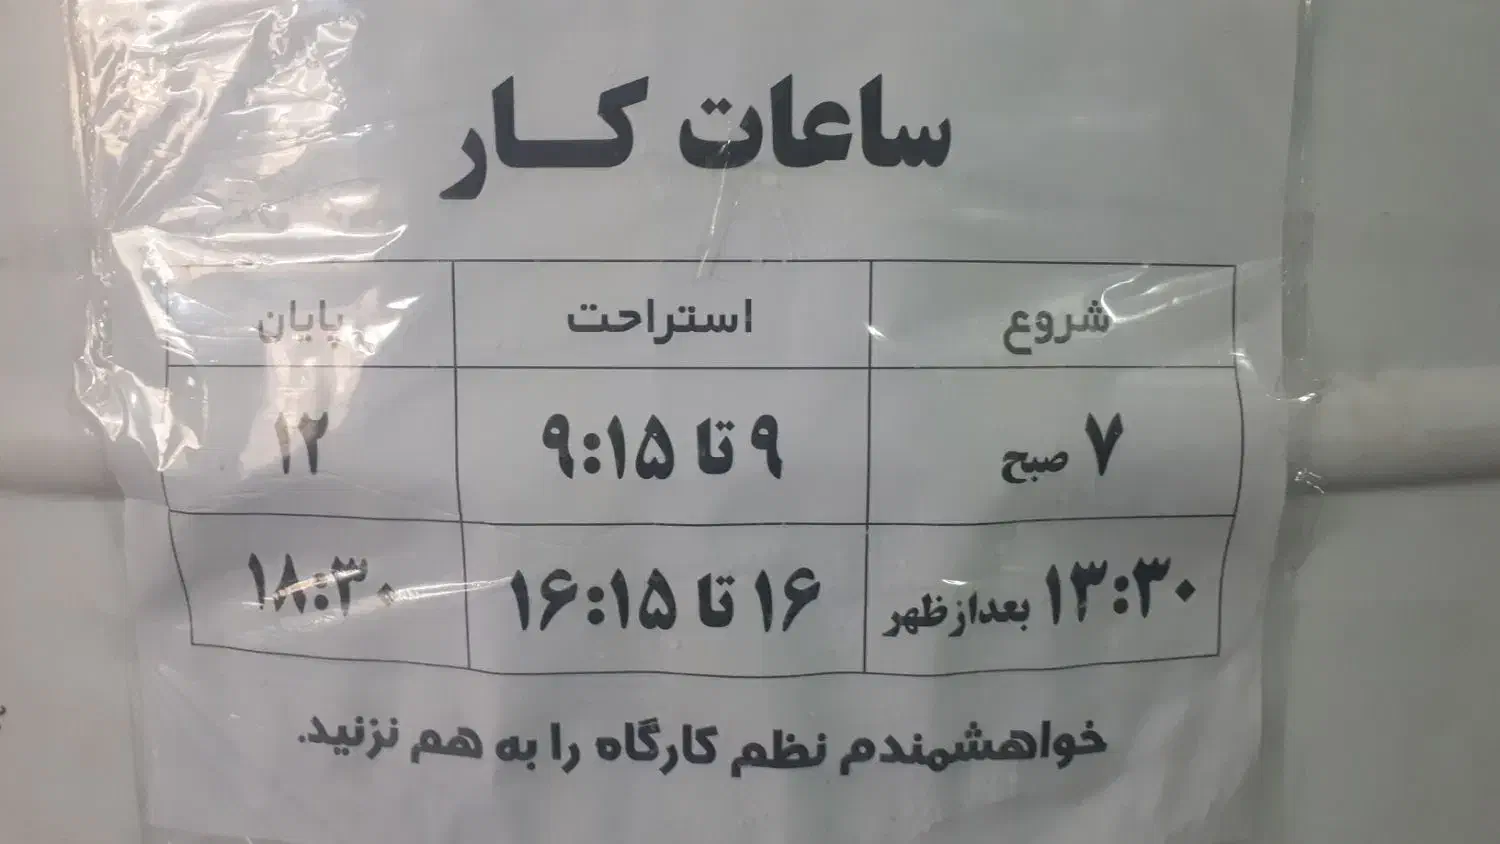 ساعات کار
شروع استراحت پایان
۷ صبح ۹ تا ۹:۱۵ ۱۲
۱۳:۳۰ بعدازظهر ۱۶ تا ۱۶:۱۵ ۱۸:۳۰
خواهشمندم نظم کارگاه را به هم نزنید.